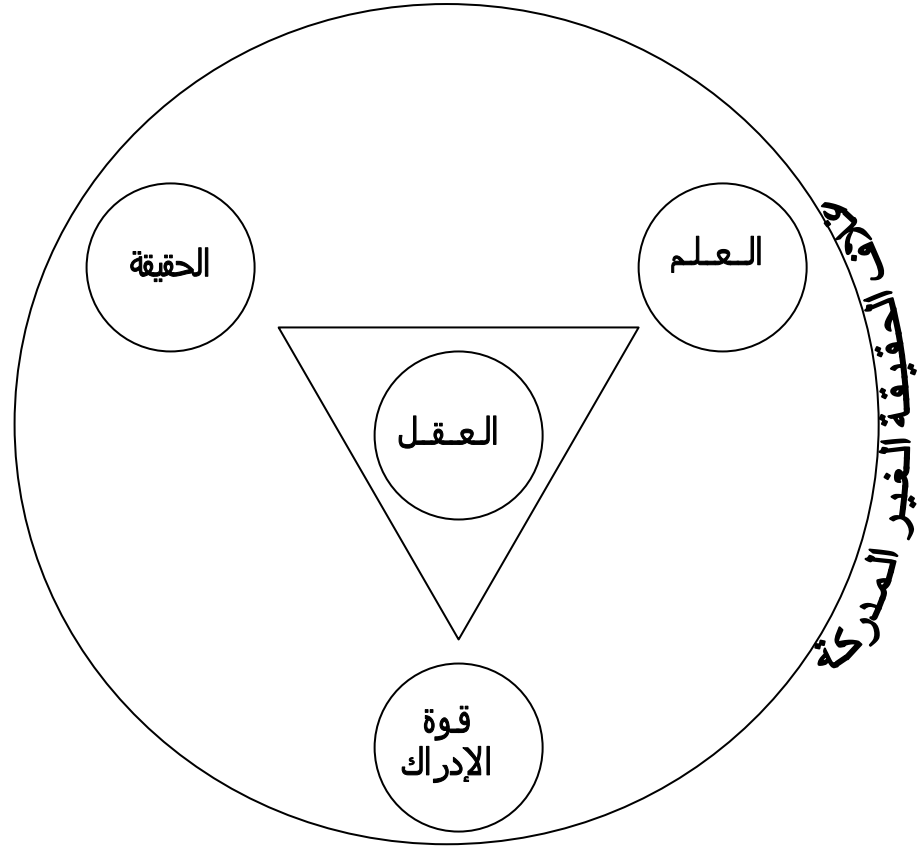 العلم
الحقيقة
العقل
قوة
الإدراك
الحقيقة الغير المدركة